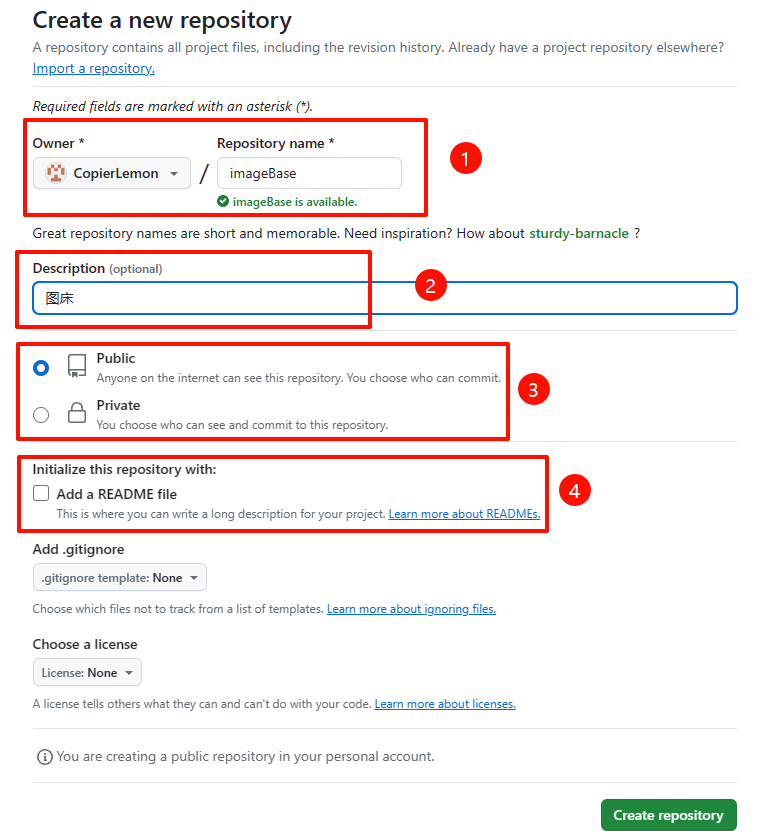 Create a new repository
A repository contains all project files, including the revision history. Already have a project repository elsewhere?
Import a repository.
Required fields are marked with an asterisk (*).
Owner * Repository name *
CopierLemon / imageBase
imageBase is available.
1
Great repository names are short and memorable. Need inspiration? How about sturdy-barnacle ?
Description (optional)
图床
2
Public
Anyone on the internet can see this repository. You choose who can commit.
Private
You choose who can see and commit to this repository.
3
Initialize this repository with:
Add a README file
This is where you can write a long description for your project. Learn more about READMEs.
4
Add .gitignore
.gitignore template: None
Choose which files not to track from a list of templates. Learn more about ignoring files.
Choose a license
License: None
A license tells others what they can and can't do with your code. Learn more about licenses.
You are creating a public repository in your personal account.
Create repository